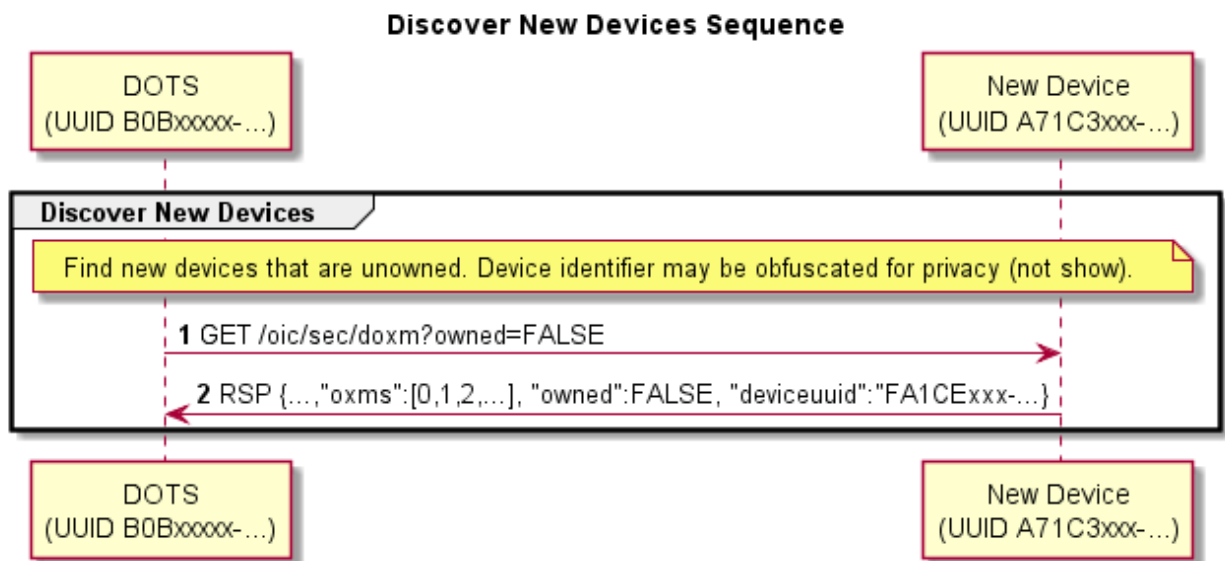 Discover New Devices Sequence
DOTS
(UUID B0Bxxxxx-...)
New Device
(UUID A71C3xxx-...)
Discover New Devices
Find new devices that are unowned. Device identifier may be obfuscated for privacy (not show).
1 GET /oic/sec/doxm?owned=FALSE
2 RSP {...,"oxms":[0,1,2,...], "owned":FALSE, "deviceuuid":"FA1CExxx-...}
DOTS
(UUID B0Bxxxxx-...)
New Device
(UUID A71C3xxx-...)